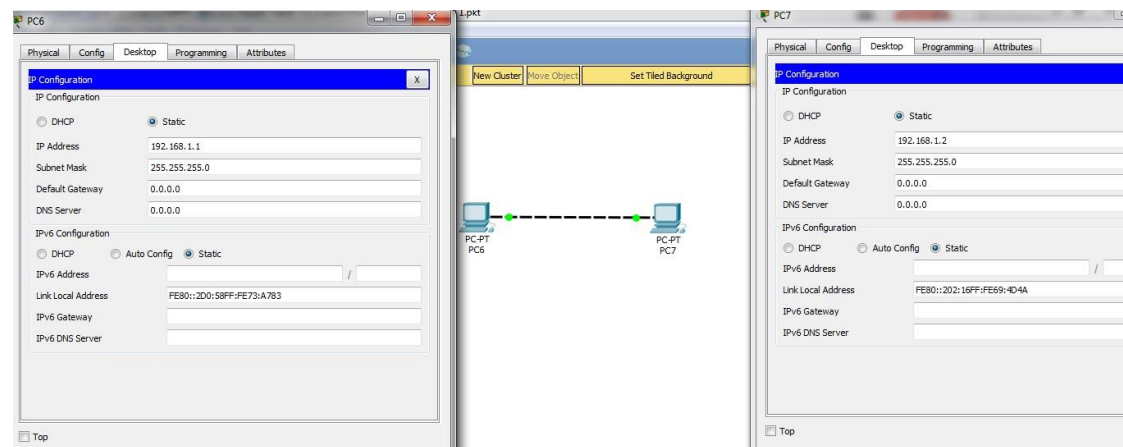 PC6
Physical Config Desktop Programming Attributes
IP Configuration X
IP Configuration
DHCP Static
IP Address 192.168.1.1
Subnet Mask 255.255.255.0
Default Gateway 0.0.0.0
DNS Server 0.0.0.0
IPv6 Configuration
DHCP Auto Config Static
IPv6 Address /
Link Local Address FE80::2D0:58FF:FE73:A783
IPv6 Gateway
IPv6 DNS Server
Top
1.pkt
New Cluster Move Object Set Tiled Background
PC-PT
PC6
PC-PT
PC7
PC7
Physical Config Desktop Programming Attributes
IP Configuration
IP Configuration
DHCP Static
IP Address 192.168.1.2
Subnet Mask 255.255.255.0
Default Gateway 0.0.0.0
DNS Server 0.0.0.0
IPv6 Configuration
DHCP Auto Config Static
IPv6 Address /
Link Local Address FE80::202:16FF:FE69:4D4A
IPv6 Gateway
IPv6 DNS Server
Top